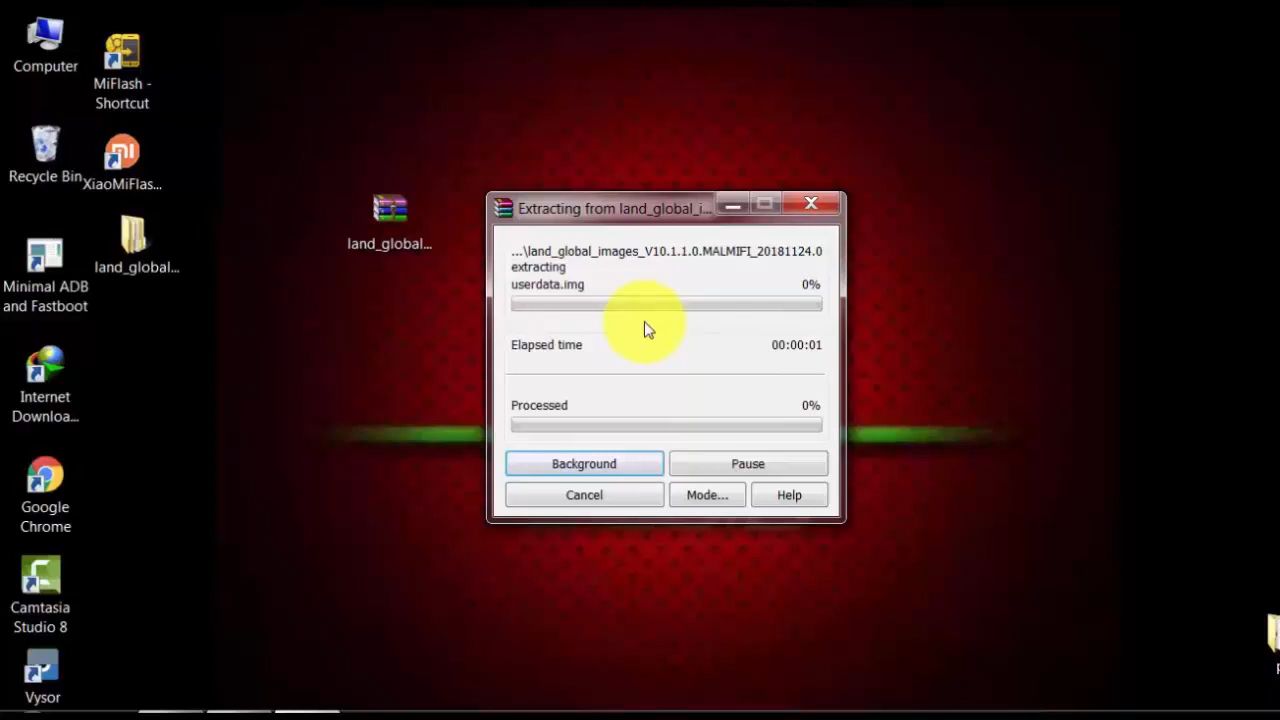 Computer
MiFlash -
Shortcut
Recycle Bin
XiaoMiFlas...
land_global...
Minimal ADB
and Fastboot
Internet
Downloa...
Google
Chrome
Camtasia
Studio 8
Vysor
land_global...
Extracting from land_global_i...
...\land_global_images_V10.1.1.0.MALMIFI_20181124.0
extracting
userdata.img 0%
Elapsed time 00:00:01
Processed 0%
Background Pause
Cancel Mode... Help